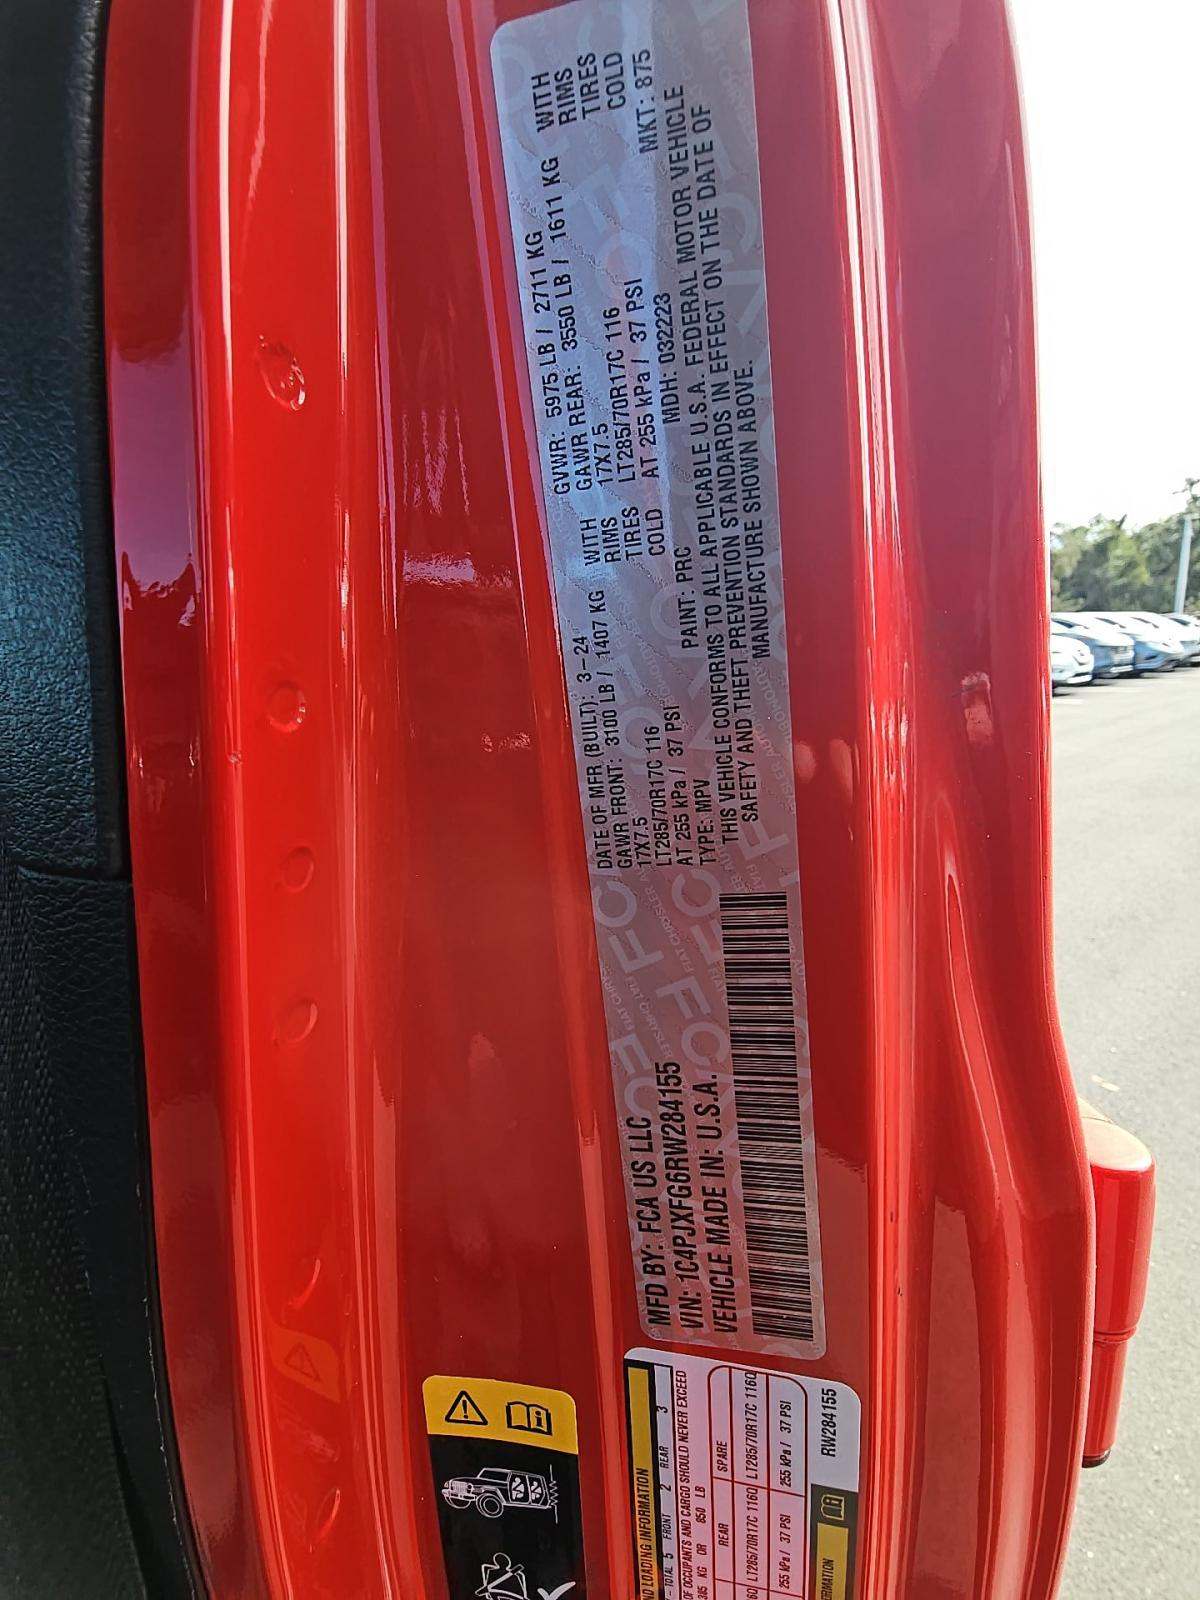 MFD BY: FCA US LLC
VIN: 1C4PJXFG6RW284155
VEHICLE MADE IN: U.S.A.
DATE OF MFR (BUILT): 3-24
GAWR FRONT: 3100 LB / 1407 KG WITH
17X7.5 RIMS
LT285/70R17C 116 TIRES
AT 255 kPa / 37 PSI COLD
GVWR: 5975 LB / 2711 KG
GAWR REAR: 3550 LB / 1611 KG WITH
17X7.5 RIMS
LT285/70R17C 116 TIRES
AT 255 kPa / 37 PSI COLD
TYPE: MPV PAINT: PRC MDH: 032223 MKT: 875
THIS VEHICLE CONFORMS TO ALL APPLICABLE U.S.A. FEDERAL MOTOR VEHICLE
SAFETY AND THEFT PREVENTION STANDARDS IN EFFECT ON THE DATE OF
MANUFACTURE SHOWN ABOVE.
LOADING INFORMATION
TOTAL 5 FRONT 2 REAR 3
OF OCCUPANTS AND CARGO SHOULD NEVER EXCEED
385 KG OR 850 LB
REAR SPARE
LT285/70R17C 116Q LT285/70R17C 116Q
255 kPa / 37 PSI 255 kPa / 37 PSI
RW284155